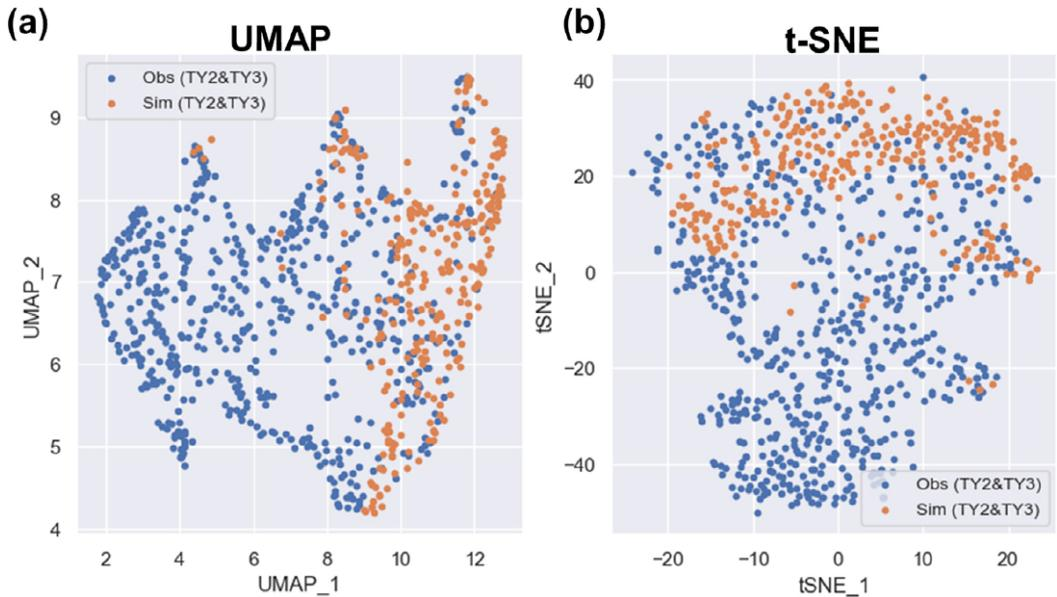 (a)
UMAP
Obs (TY2&TY3)
Sim (TY2&TY3)
9
8
7
6
5
4
UMAP_2
2 4 6 8 10 12
UMAP_1
(b)
t-SNE
40
20
0
−20
−40
tSNE_2
Obs (TY2&TY3)
Sim (TY2&TY3)
−20 −10 0 10 20
tSNE_1